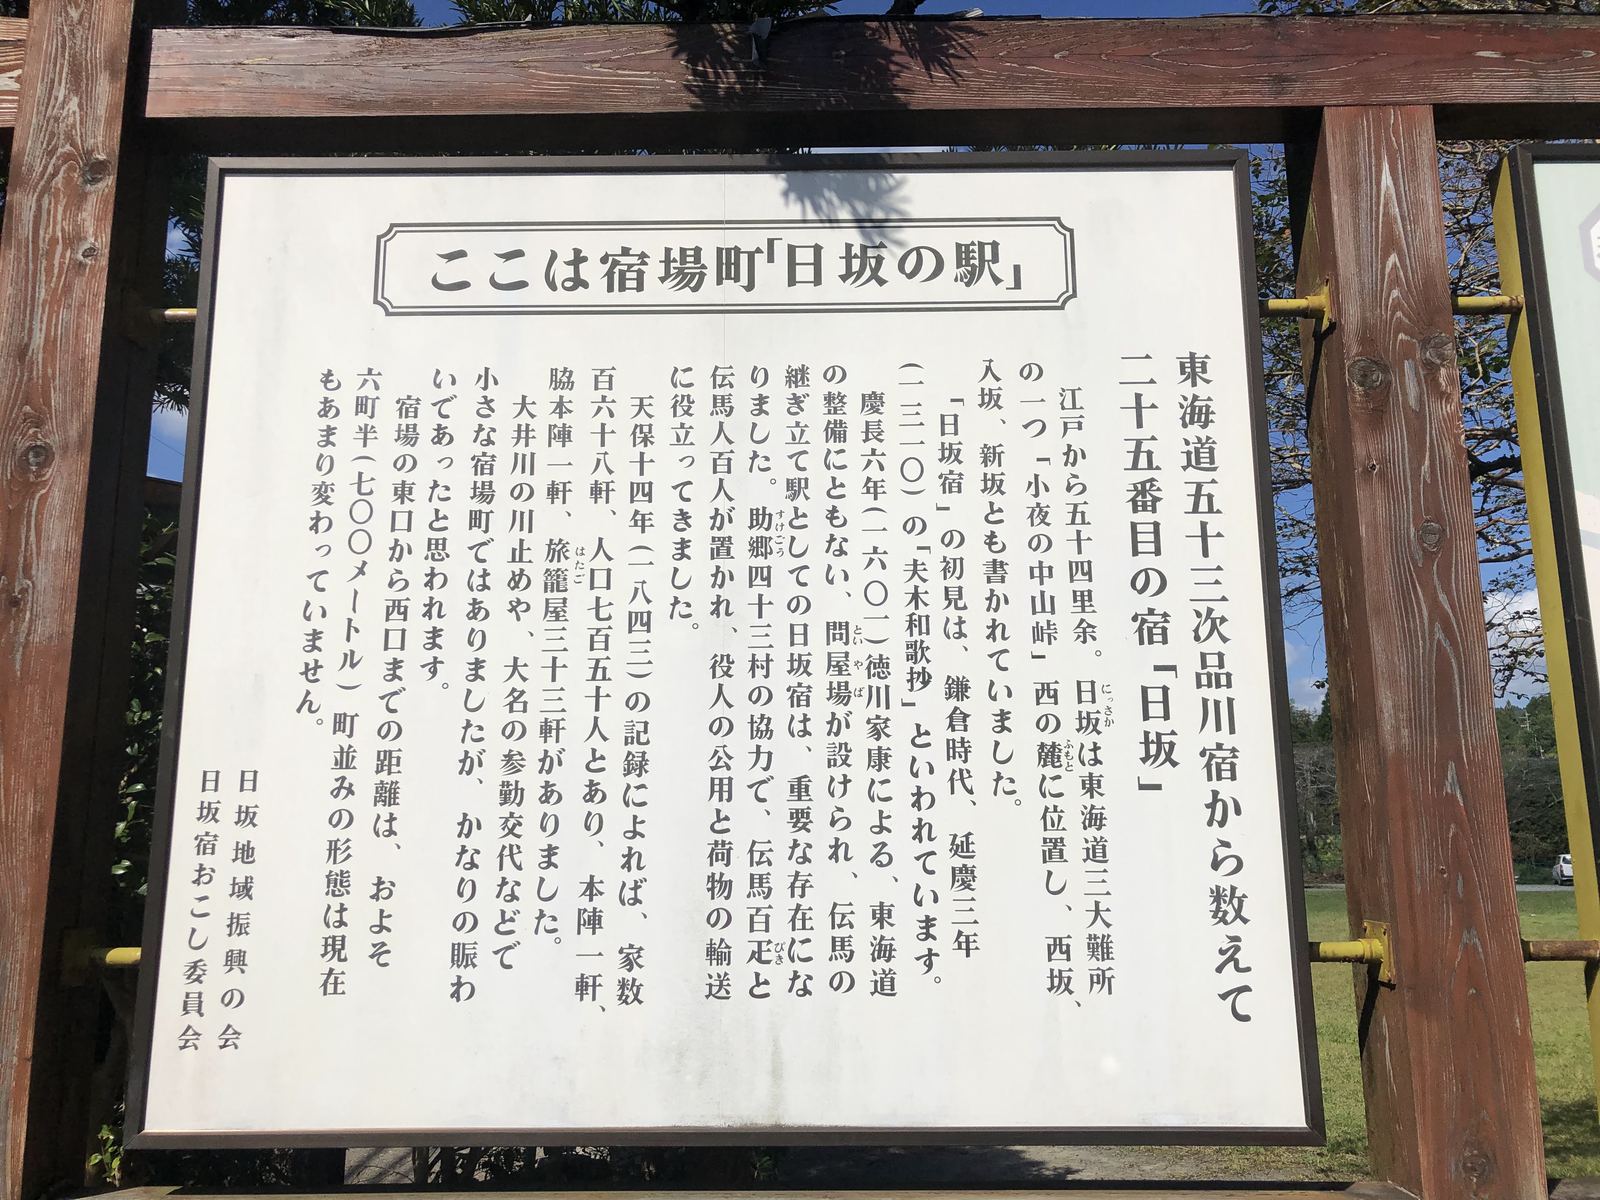 ここは宿場町「日坂の駅」
東海道五十三次品川宿から数えて
二十五番目の宿「日坂」
江戸から五十四里余。日坂は東海道三大難所
の一つ「小夜の中山峠」西の麓に位置し、西坂、
入坂、新坂とも書かれていました。
「日坂宿」の初見は、鎌倉時代、延慶三年
(一三一〇)の「夫木和歌抄」といわれています。
慶長六年(一六〇一)徳川家康による、東海道
の整備にともない、問屋場が設けられ、伝馬の
継ぎ立て駅としての日坂宿は、重要な存在にな
りました。助郷四十三村の協力で、伝馬百疋と
伝馬人百人が置かれ、役人の公用と荷物の輸送
に役立ってきました。
天保十四年(一八四三)の記録によれば、家数
百六十八軒、人口七百五十人とあり、本陣一軒、
脇本陣一軒、旅籠屋三十三軒がありました。
大井川の川止めや、大名の参勤交代などで
小さな宿場町ではありましたが、かなりの賑わ
いであったと思われます。
宿場の東口から西口までの距離は、およそ
六町半(七〇〇メートル)町並みの形態は現在
もあまり変わっていません。
日坂地域振興の会
日坂宿おこし委員会
にっさか
ふもと
といやば
すけごう
びき
はたご